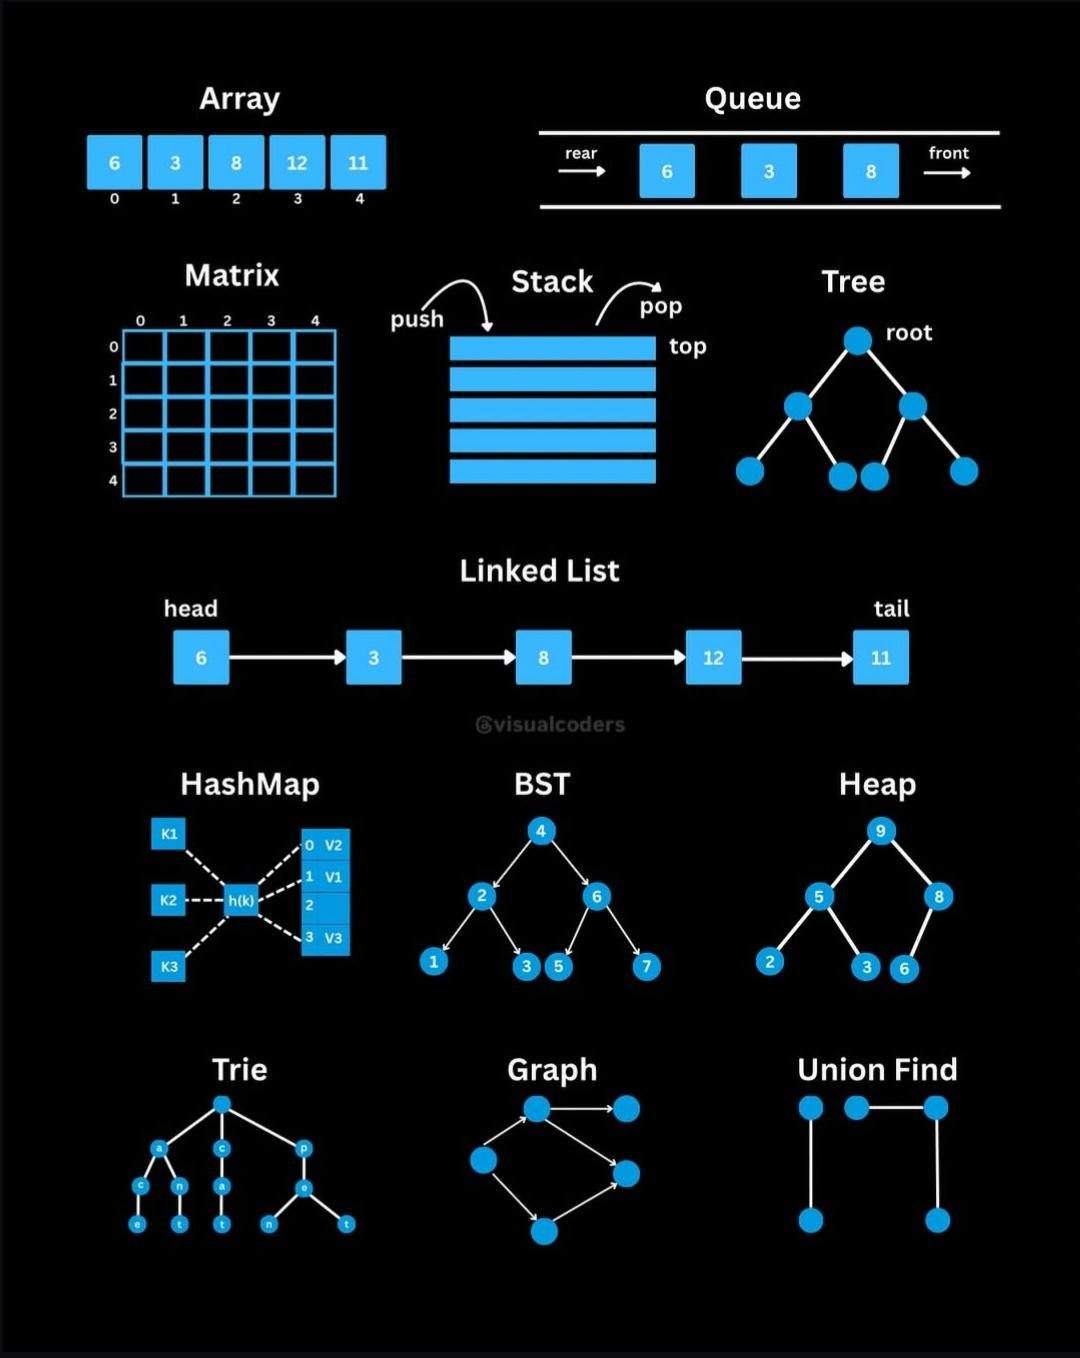 Array
6 3 8 12 11
0 1 2 3 4
Queue
rear 6 3 8 front
Matrix
0 1 2 3 4
0
1
2
3
4
Stack
push
pop
top
Tree
root
Linked List
head
tail
6 3 8 12 11
@visualcoders
HashMap
K1
K2
K3
h(k)
0 V2
1 V1
2
3 V3
BST
4
2 6
1 3 5 7
Heap
9
5 8
2 3 6
Trie
a c p
c n a e
e t t n t
Graph
Union Find